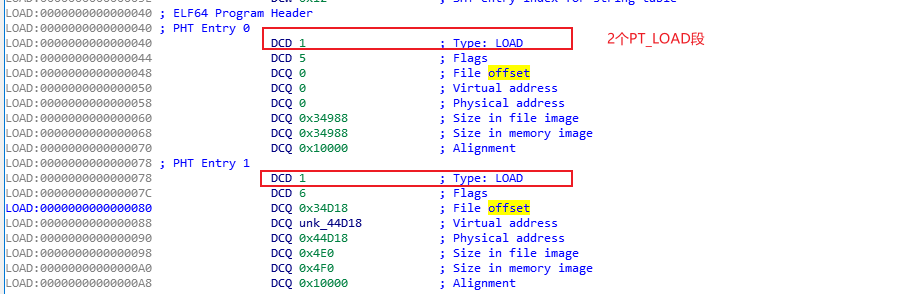 LOAD:0000000000000040 ; ELF64 Program Header
LOAD:0000000000000040 ; PHT Entry 0
LOAD:0000000000000040 DCD 1 ; Type: LOAD 2个PT_LOAD段
LOAD:0000000000000044 DCD 5 ; Flags
LOAD:0000000000000048 DCQ 0 ; File offset
LOAD:0000000000000050 DCQ 0 ; Virtual address
LOAD:0000000000000058 DCQ 0 ; Physical address
LOAD:0000000000000060 DCQ 0x34988 ; Size in file image
LOAD:0000000000000068 DCQ 0x34988 ; Size in memory image
LOAD:0000000000000070 DCQ 0x10000 ; Alignment
LOAD:0000000000000078 ; PHT Entry 1
LOAD:0000000000000078 DCD 1 ; Type: LOAD
LOAD:000000000000007C DCD 6 ; Flags
LOAD:0000000000000080 DCQ 0x34D18 ; File offset
LOAD:0000000000000088 DCQ unk_44D18 ; Virtual address
LOAD:0000000000000090 DCQ 0x44D18 ; Physical address
LOAD:0000000000000098 DCQ 0x4E0 ; Size in file image
LOAD:00000000000000A0 DCQ 0x4F0 ; Size in memory image
LOAD:00000000000000A8 DCQ 0x10000 ; Alignment